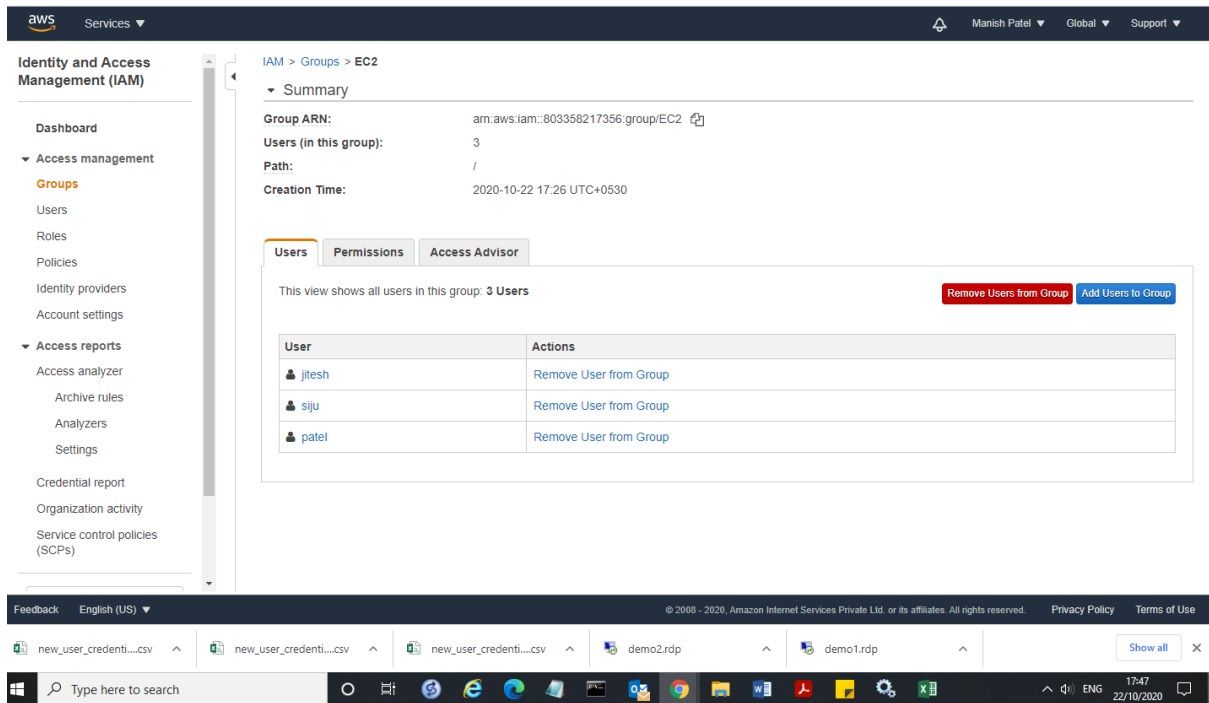 aws Services Manish Patel Global Support
Identity and Access
Management (IAM)
Dashboard
Access management
Groups
Users
Roles
Policies
Identity providers
Account settings
Access reports
Access analyzer
Archive rules
Analyzers
Settings
Credential report
Organization activity
Service control policies
(SCPs)
IAM > Groups > EC2
Summary
Group ARN: arn:aws:iam::803358217356:group/EC2
Users (in this group): 3
Path: /
Creation Time: 2020-10-22 17:26 UTC+0530
Users Permissions Access Advisor
This view shows all users in this group: 3 Users Remove Users from Group Add Users to Group
User Actions
jitesh Remove User from Group
siju Remove User from Group
patel Remove User from Group
Feedback English (US) © 2008 - 2020, Amazon Internet Services Private Ltd. or its affiliates. All rights reserved. Privacy Policy Terms of Use
new_user_credenti....csv new_user_credenti....csv new_user_credenti....csv demo2.rdp demo1.rdp Show all
Type here to search ENG 17:47
22/10/2020